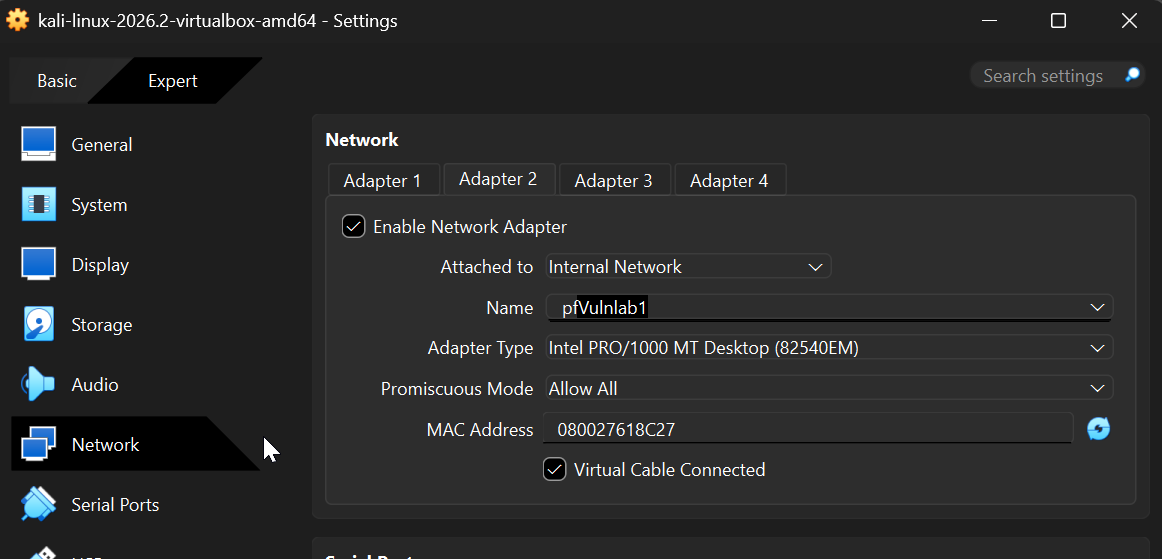 kali-linux-2026.2-virtualbox-amd64 - Settings
Basic
Expert
Search settings
General
System
Display
Storage
Audio
Network
Serial Ports
Network
Adapter 1
Adapter 2
Adapter 3
Adapter 4
Enable Network Adapter
Attached to Internal Network
Name pfVulnlab1
Adapter Type Intel PRO/1000 MT Desktop (82540EM)
Promiscuous Mode Allow All
MAC Address 080027618C27
Virtual Cable Connected